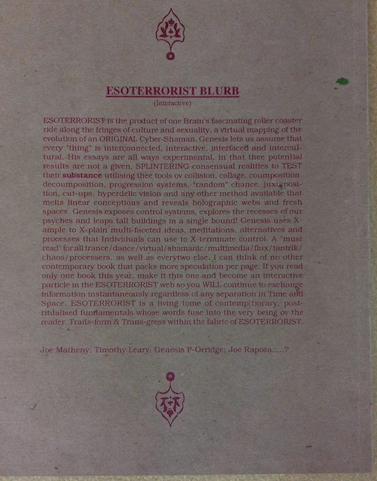 ESOTERRORIST BLURB
(Interactive)
ESOTERRORIST is the product of one Brain's fascinating roller coaster
ride along the fringes of culture and sexuality, a virtual mapping of the
evolution of an ORIGINAL Cyber-Shaman. Genesis lets us assume that
every "thing" is interconnected, interactive, interfaced and intercul-
tural. His essays are all ways experimental, in that thee potential
results are not a given, SPLINTERING consensual realities to TEST
their substance utilising thee tools ov collision, collage, coumposition
decoumposition, progression systems, "random" chance, juxtaposi-
tion, cut-ups, hyperdelic vision and any other method available that
melts linear conceptions and reveals holographic webs and fresh
spaces. Genesis exposes control systems, explores the recesses of our
psyches and leaps tall buildings in a single bound! Genesis uses X-
ample to X-plain multi-faceted ideas, meditations, alternatives and
processes that Individuals can use to X-terminate control. A "must
read" for all trance/dance/virtual/shamanic/multimedia/flux/tantrik/
chaos/processers, as well as everytwo else. I can think of no other
contemporary book that packs more speculation per page. If you read
only one book this year, make it this one and become an interactive
particle in the ESOTERRORIST web so you WILL continue to exchange
information instantaneously regardless of any separation in Time and
Space. ESOTERRORIST is a living tome of contemp'ourary, post-
ritualised fundamentals whose words fuse into the very being ov the
reader. Trans-form & Trans-gress within the fabric of ESOTERRORIST.
Joe Matheny; Timothy Leary; Genesis P-Orridge; Joe Rapoza.....?